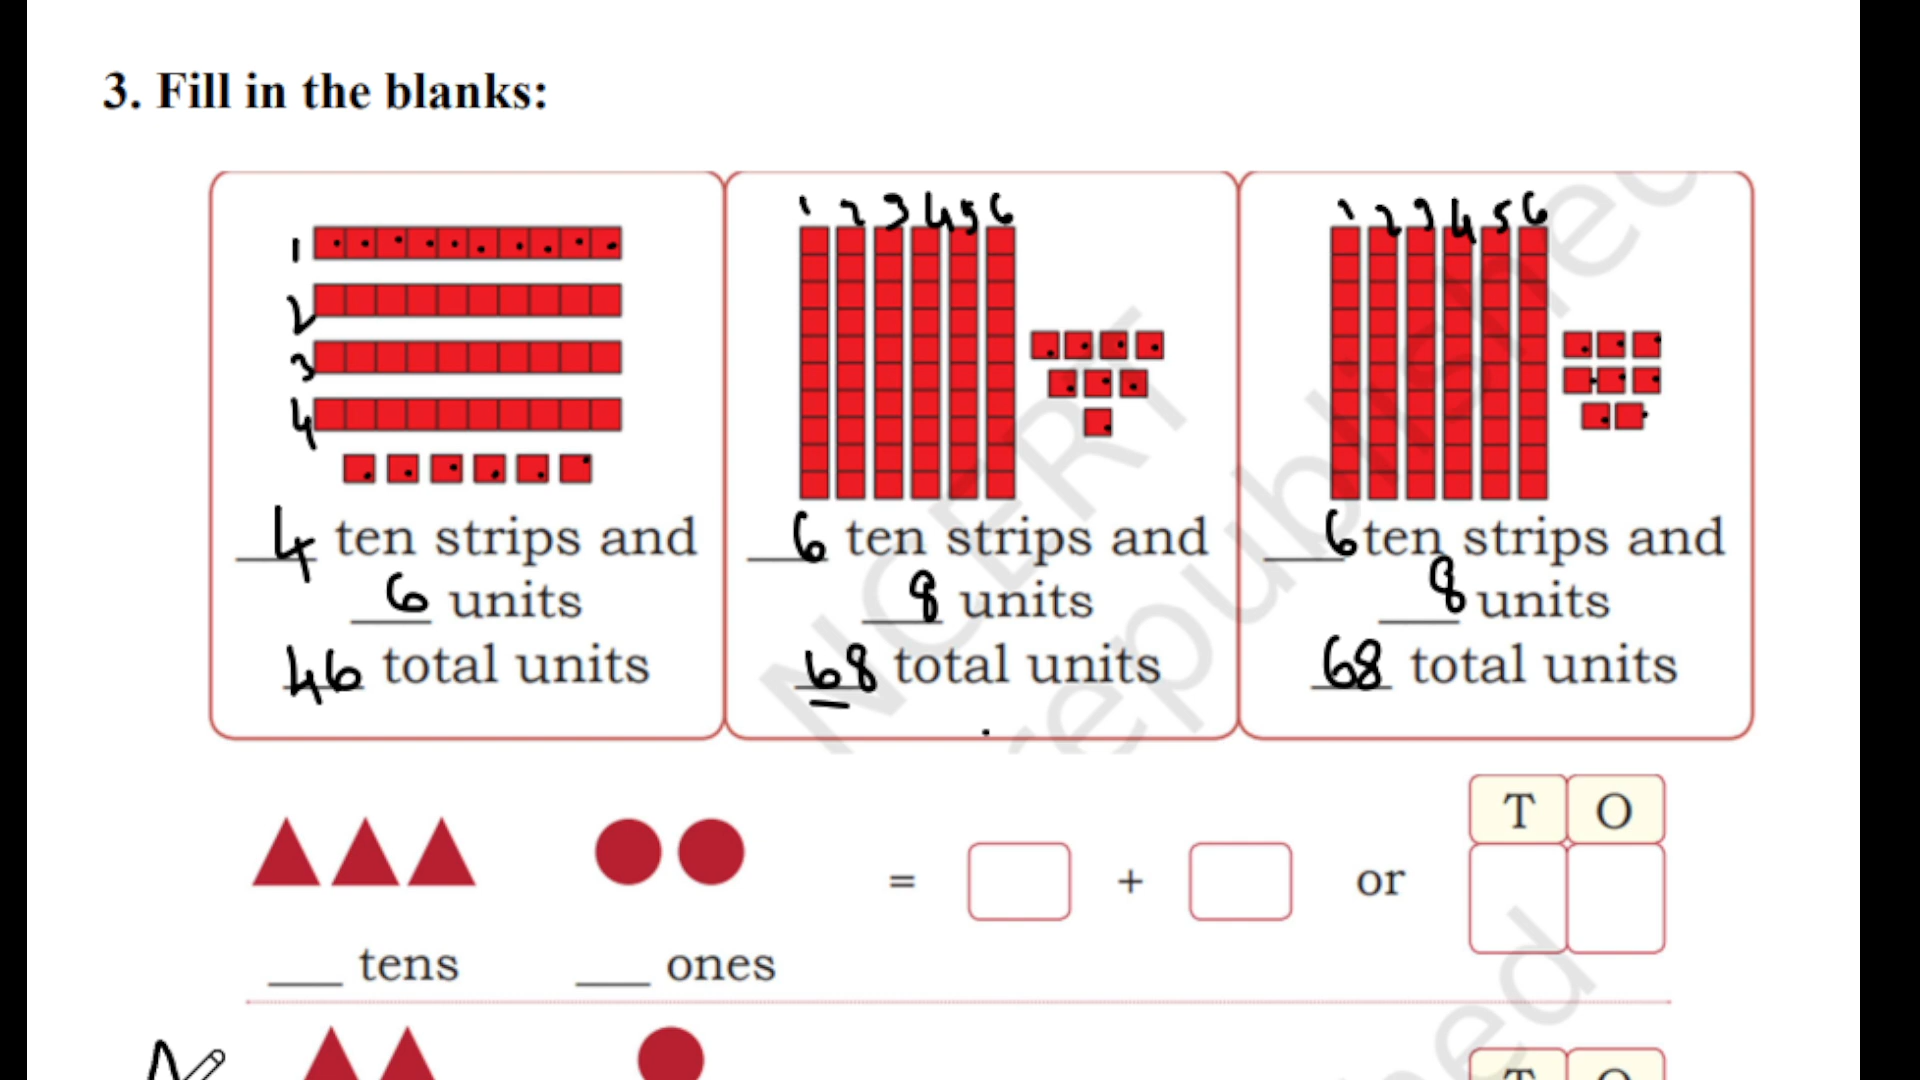 3. Fill in the blanks:
1 2 3 4 5 6
1 2 3 4 5 6
1
2
3
4
4 ten strips and
6 units
46 total units
6 ten strips and
8 units
68 total units
6 ten strips and
8 units
68 total units
NCERT
republished
T O
= + or
___ tens ___ ones
T O